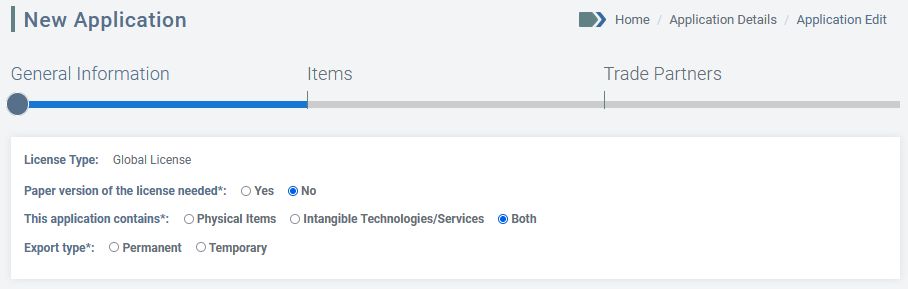 New Application
Home / Application Details / Application Edit
General Information Items Trade Partners
License Type: Global License
Paper version of the license needed*: Yes No
This application contains*: Physical Items Intangible Technologies/Services Both
Export type*: Permanent Temporary